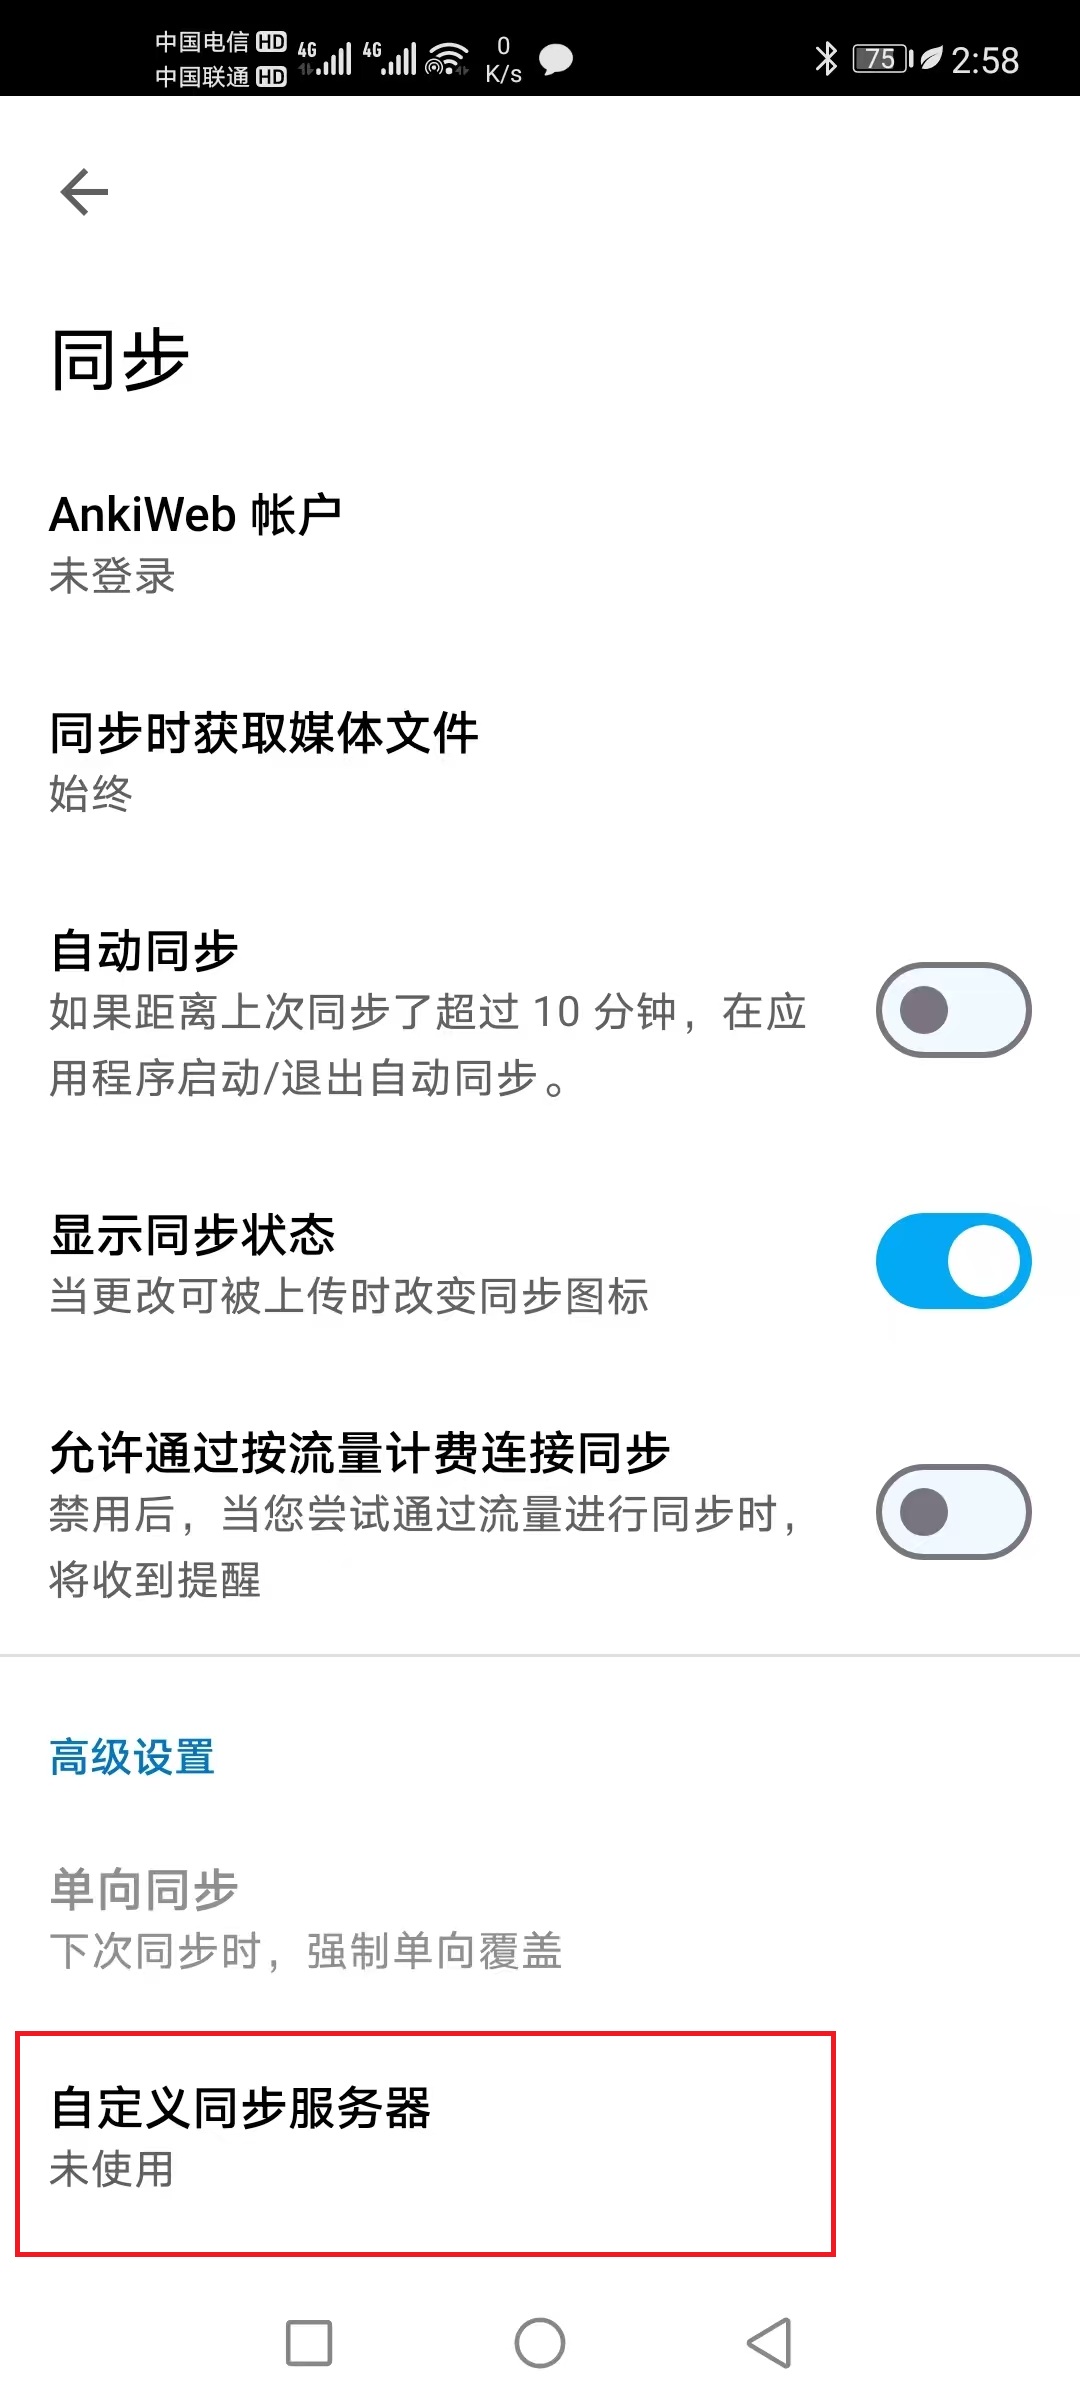 中国电信 HD 4G 4G 0 75 2:58
中国联通 HD K/s
同步
AnkiWeb 帐户
未登录
同步时获取媒体文件
始终
自动同步
如果距离上次同步了超过 10 分钟，在应
用程序启动/退出自动同步。
显示同步状态
当更改可被上传时改变同步图标
允许通过按流量计费连接同步
禁用后，当您尝试通过流量进行同步时，
将收到提醒
高级设置
单向同步
下次同步时，强制单向覆盖
自定义同步服务器
未使用